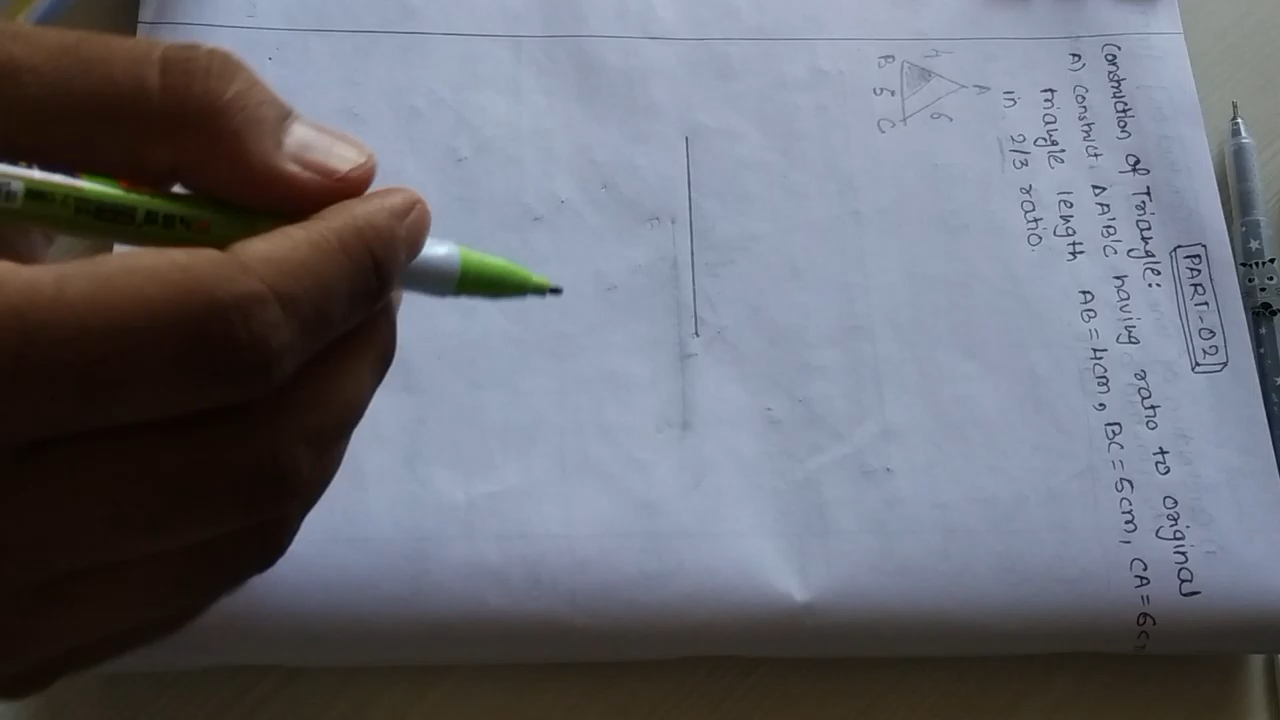 PART-02
Construction of Triangle:
A) Construct ΔA'B'C having ratio to original
triangle length AB=4cm, BC=5cm, CA=6c
in 2/3 ratio.
A
4 6
B 5 C